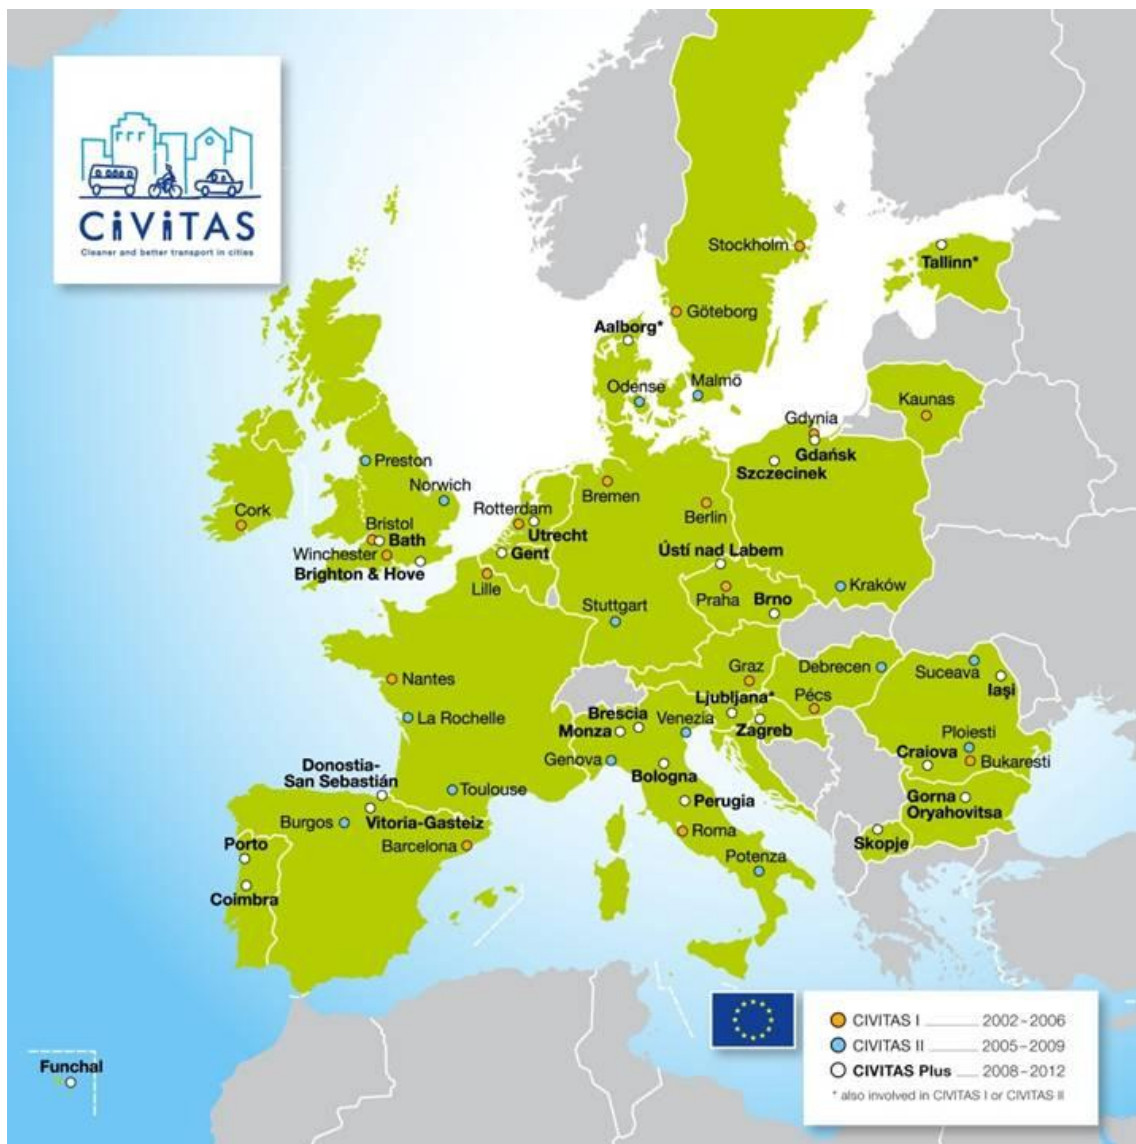 CiViTAS
Cleaner and better transport in cities
Stockholm
Tallinn*
Göteborg
Aalborg*
Odense
Malmö
Kaunas
Gdynia
Gdańsk
Szczecinek
Preston
Norwich
Cork
Bristol
Bath
Winchester
Brighton & Hove
Rotterdam
Utrecht
Gent
Lille
Bremen
Berlin
Ústí nad Labem
Praha
Brno
Kraków
Stuttgart
Nantes
La Rochelle
Graz
Debrecen
Pécs
Suceava
Iaşi
Ljubljana*
Zagreb
Brescia
Monza
Venezia
Genova
Bologna
Ploiesti
Craiova
Bukaresti
Donostia-
San Sebastián
Toulouse
Vitoria-Gasteiz
Burgos
Barcelona
Perugia
Roma
Potenza
Gorna
Oryahovitsa
Skopje
Porto
Coimbra
Funchal
CIVITAS I 2002–2006
CIVITAS II 2005–2009
CIVITAS Plus 2008–2012
* also involved in CIVITAS I or CIVITAS II